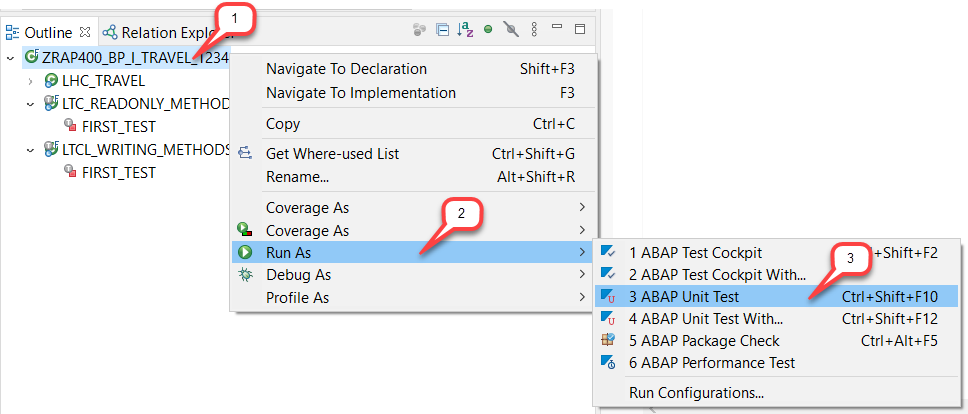 1
Outline
Relation Explorer
ZRAP400_BP_I_TRAVEL_1234
LHC_TRAVEL
LTC_READONLY_METHOD
FIRST_TEST
LTCL_WRITING_METHODS
FIRST_TEST
Navigate To Declaration Shift+F3
Navigate To Implementation F3
Copy Ctrl+C
Get Where-used List Ctrl+Shift+G
Rename... Alt+Shift+R
Coverage As
Coverage As
2
Run As
Debug As
Profile As
1 ABAP Test Cockpit +Shift+F2
2 ABAP Test Cockpit With...
3
3 ABAP Unit Test Ctrl+Shift+F10
4 ABAP Unit Test With... Ctrl+Shift+F12
5 ABAP Package Check Ctrl+Alt+F5
6 ABAP Performance Test
Run Configurations...